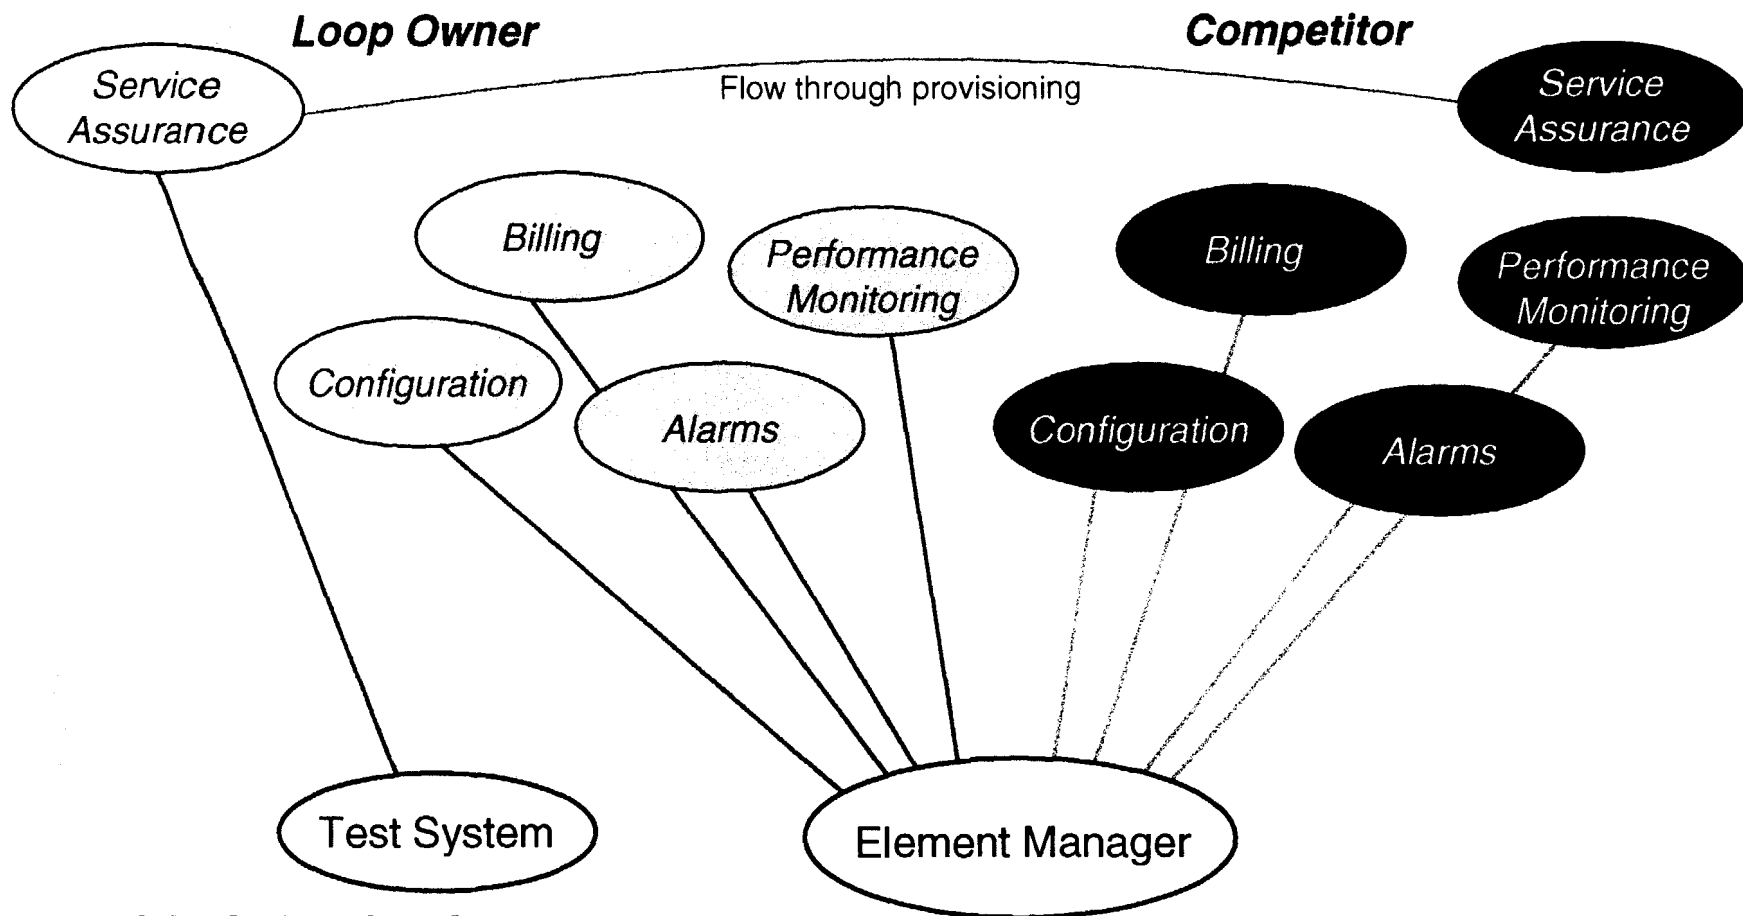 Loop Owner
Competitor
Service
Assurance
Flow through provisioning
Service
Assurance
Billing
Performance
Monitoring
Billing
Performance
Monitoring
Configuration
Alarms
Configuration
Alarms
Test System
Element Manager